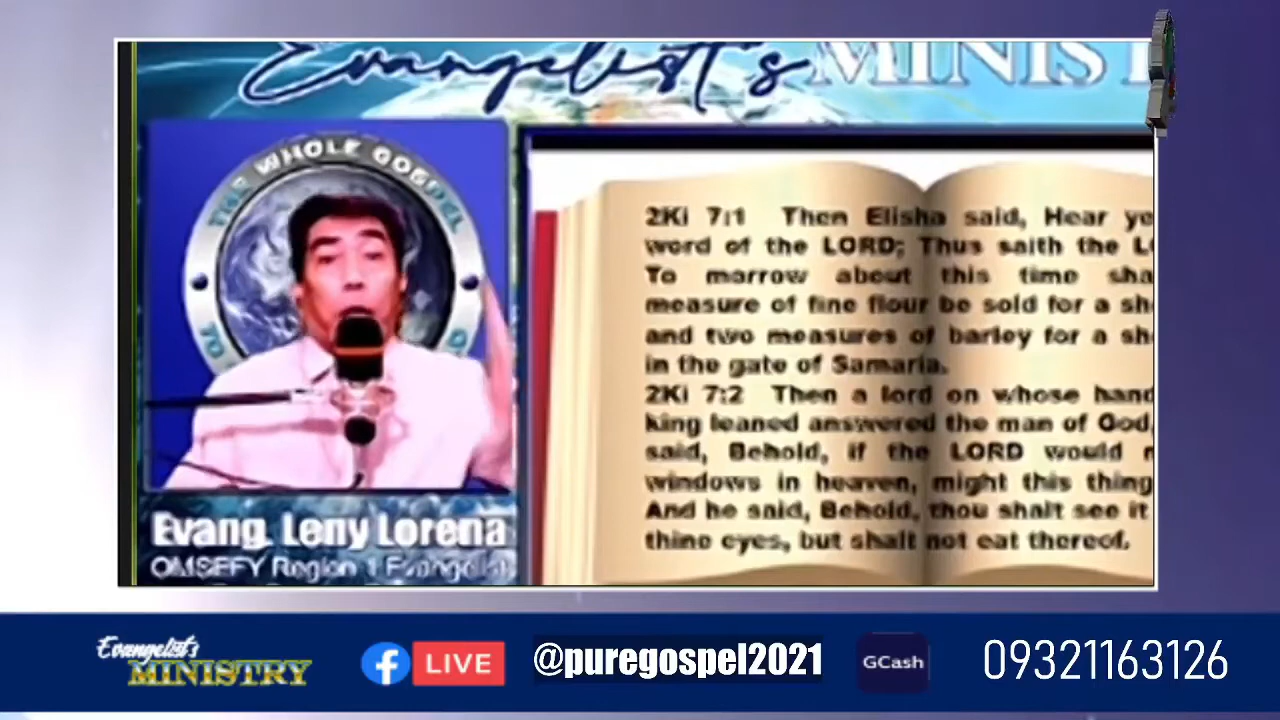 Evangelist's MINIST
THE WHOLE GOSPEL
TO
2Ki 7:1 Then Elisha said, Hear ye
word of the LORD; Thus saith the L
To morrow about this time sha
measure of fine flour be sold for a sh
and two measures of barley for a sh
in the gate of Samaria.
2Ki 7:2 Then a lord on whose hand
king leaned answered the man of God,
said, Behold, if the LORD would
windows in heaven, might this thing
And he said, Behold, thou shalt see it
thine eyes, but shalt not eat thereof.
Evang. Leny Lorena
OMSEFY Region 1 Evangelist
Evangelist's
MINISTRY
f LIVE @puregospel2021 GCash 09321163126